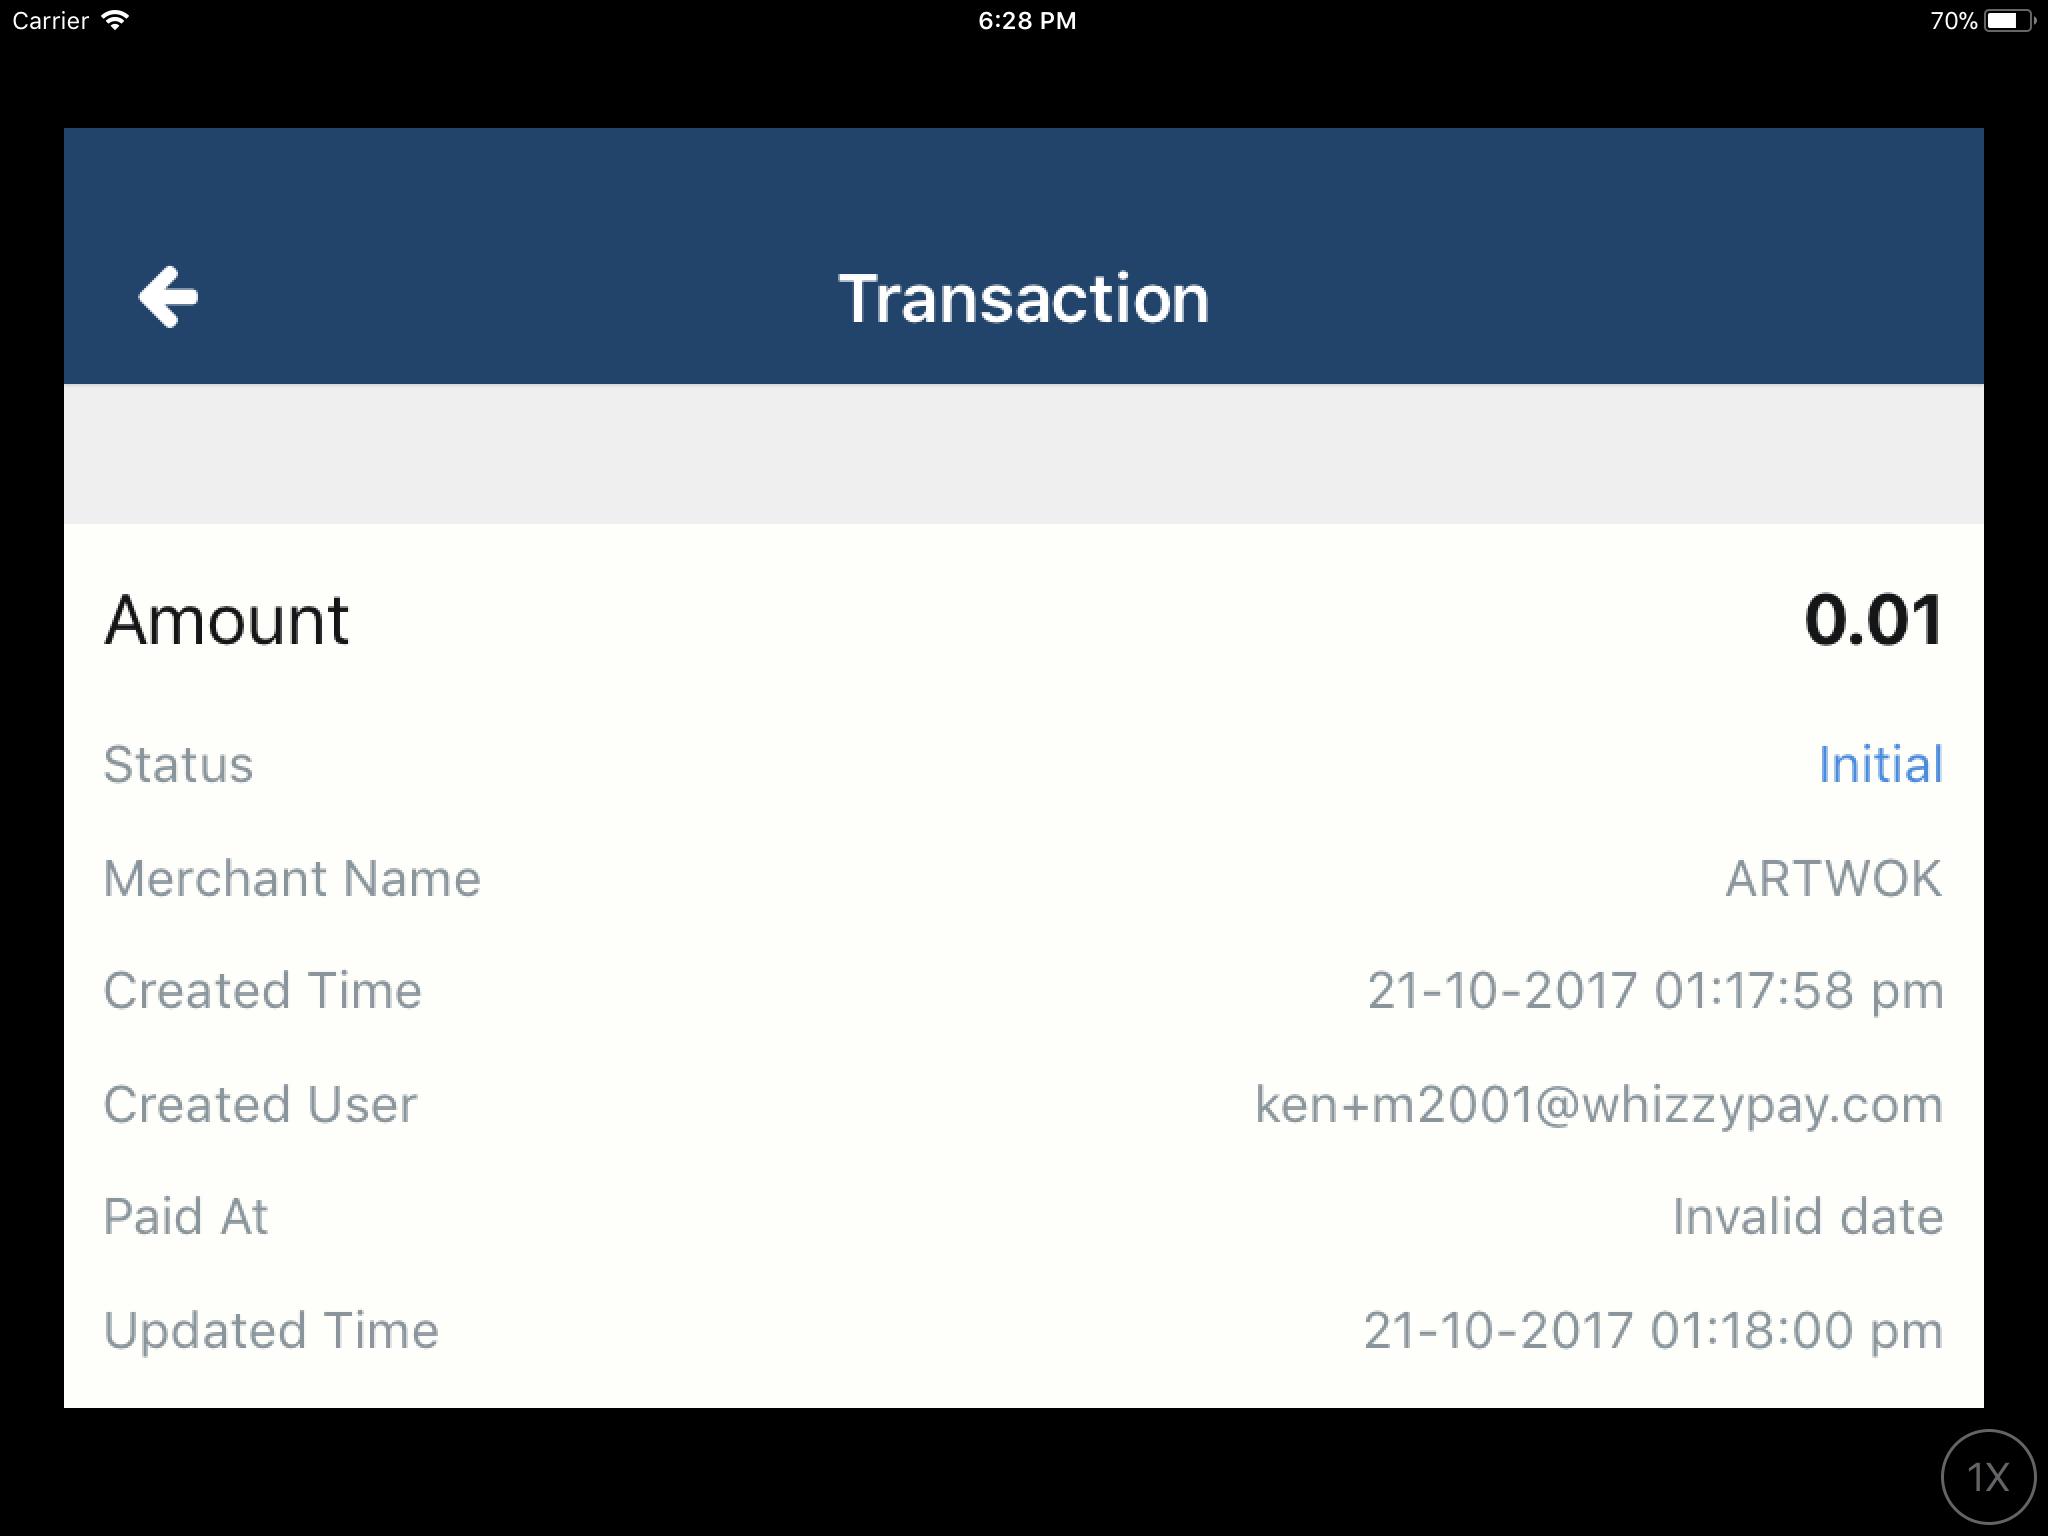 Carrier 6:28 PM 70%
Transaction
Amount 0.01
Status Initial
Merchant Name ARTWOK
Created Time 21-10-2017 01:17:58 pm
Created User ken+m2001@whizzypay.com
Paid At Invalid date
Updated Time 21-10-2017 01:18:00 pm
1X